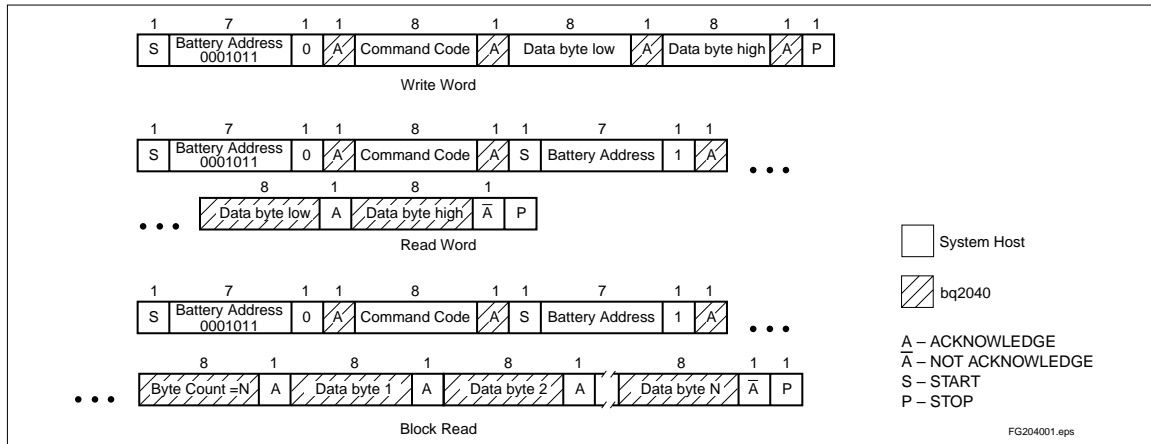 1 7 1 1 8 1 8 1 8 1 1
S Battery Address 0001011 0 A Command Code A Data byte low A Data byte high A P
Write Word
1 7 1 1 8 1 1 7 1 1
S Battery Address 0001011 0 A Command Code A S Battery Address 1 A
8 1 8 1
Data byte low A Data byte high A̅ P
Read Word
1 7 1 1 8 1 1 7 1 1
S Battery Address 0001011 0 A Command Code A S Battery Address 1 A
8 1 8 1 8 1 8 1 1
Byte Count =N A Data byte 1 A Data byte 2 A Data byte N A̅ P
Block Read
System Host
bq2040
A – ACKNOWLEDGE
A̅ – NOT ACKNOWLEDGE
S – START
P – STOP
FG204001.eps